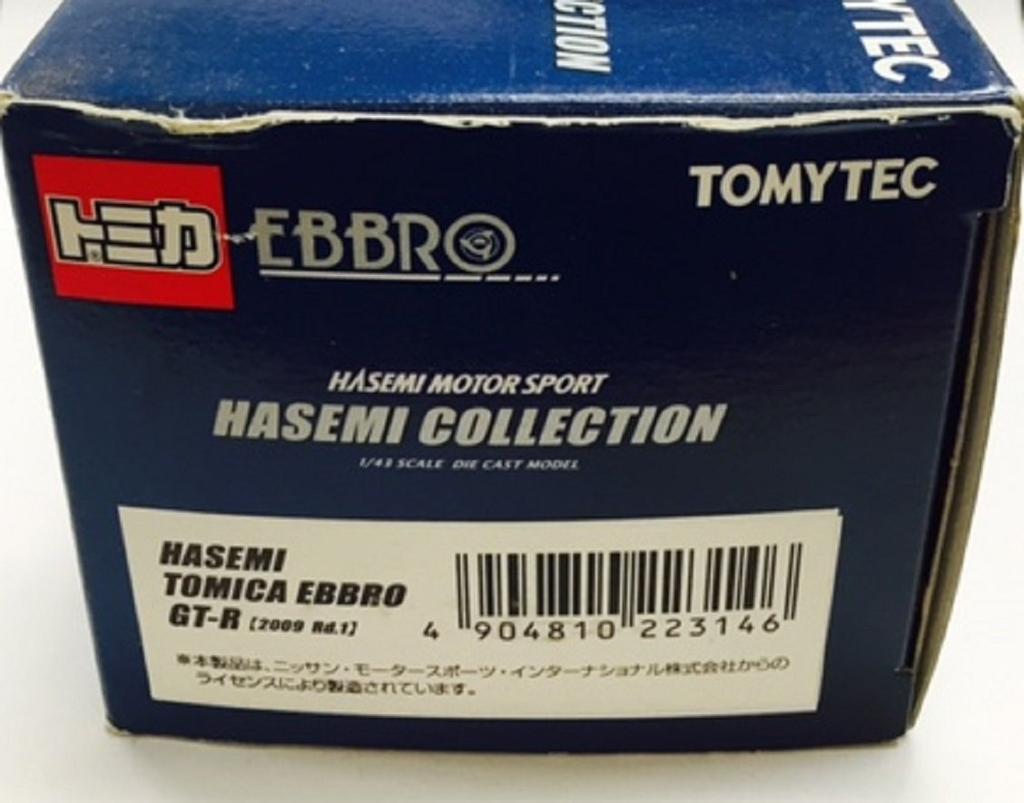 CTION
YTEC
トミカ
EBBRO
TOMYTEC
HASEMI MOTOR SPORT
HASEMI COLLECTION
1/43 SCALE DIE CAST MODEL
HASEMI
TOMICA EBBRO
GT-R [2009 Rd.1]
4 904810 223146
※本製品は、ニッサン・モータースポーツ・インターナショナル株式会社からの
ライセンスにより製造されています。